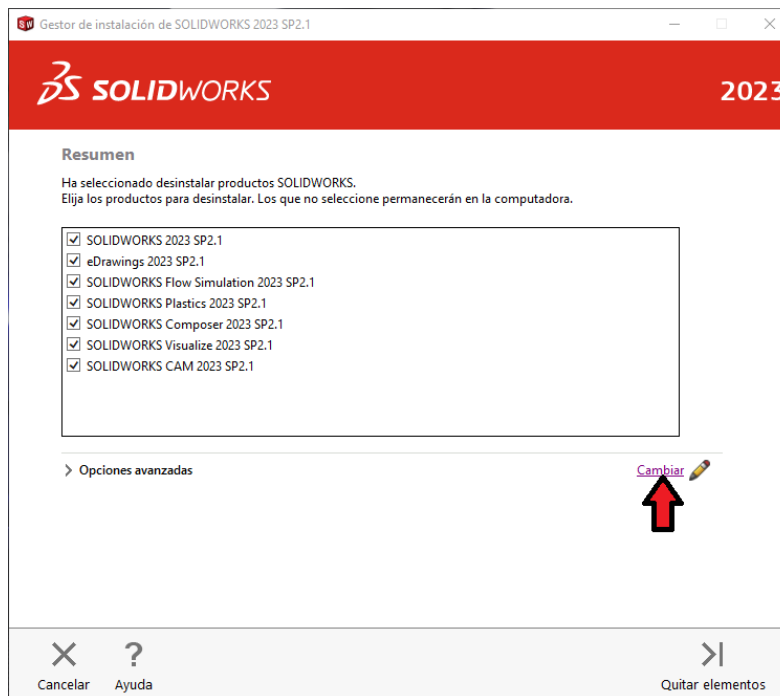 Gestor de instalación de SOLIDWORKS 2023 SP2.1
SOLIDWORKS
2023
Resumen
Ha seleccionado desinstalar productos SOLIDWORKS.
Elija los productos para desinstalar. Los que no seleccione permanecerán en la computadora.
SOLIDWORKS 2023 SP2.1
eDrawings 2023 SP2.1
SOLIDWORKS Flow Simulation 2023 SP2.1
SOLIDWORKS Plastics 2023 SP2.1
SOLIDWORKS Composer 2023 SP2.1
SOLIDWORKS Visualize 2023 SP2.1
SOLIDWORKS CAM 2023 SP2.1
Opciones avanzadas
Cambiar
Cancelar
Ayuda
Quitar elementos